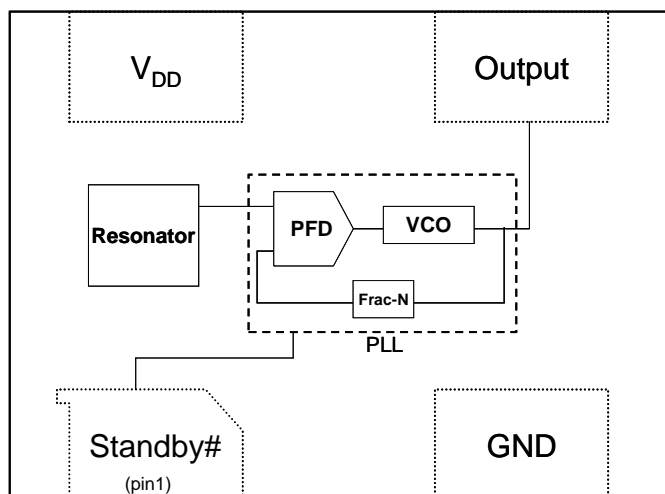 VDD
Output
Resonator
PFD
VCO
Frac-N
PLL
Standby#
(pin1)
GND